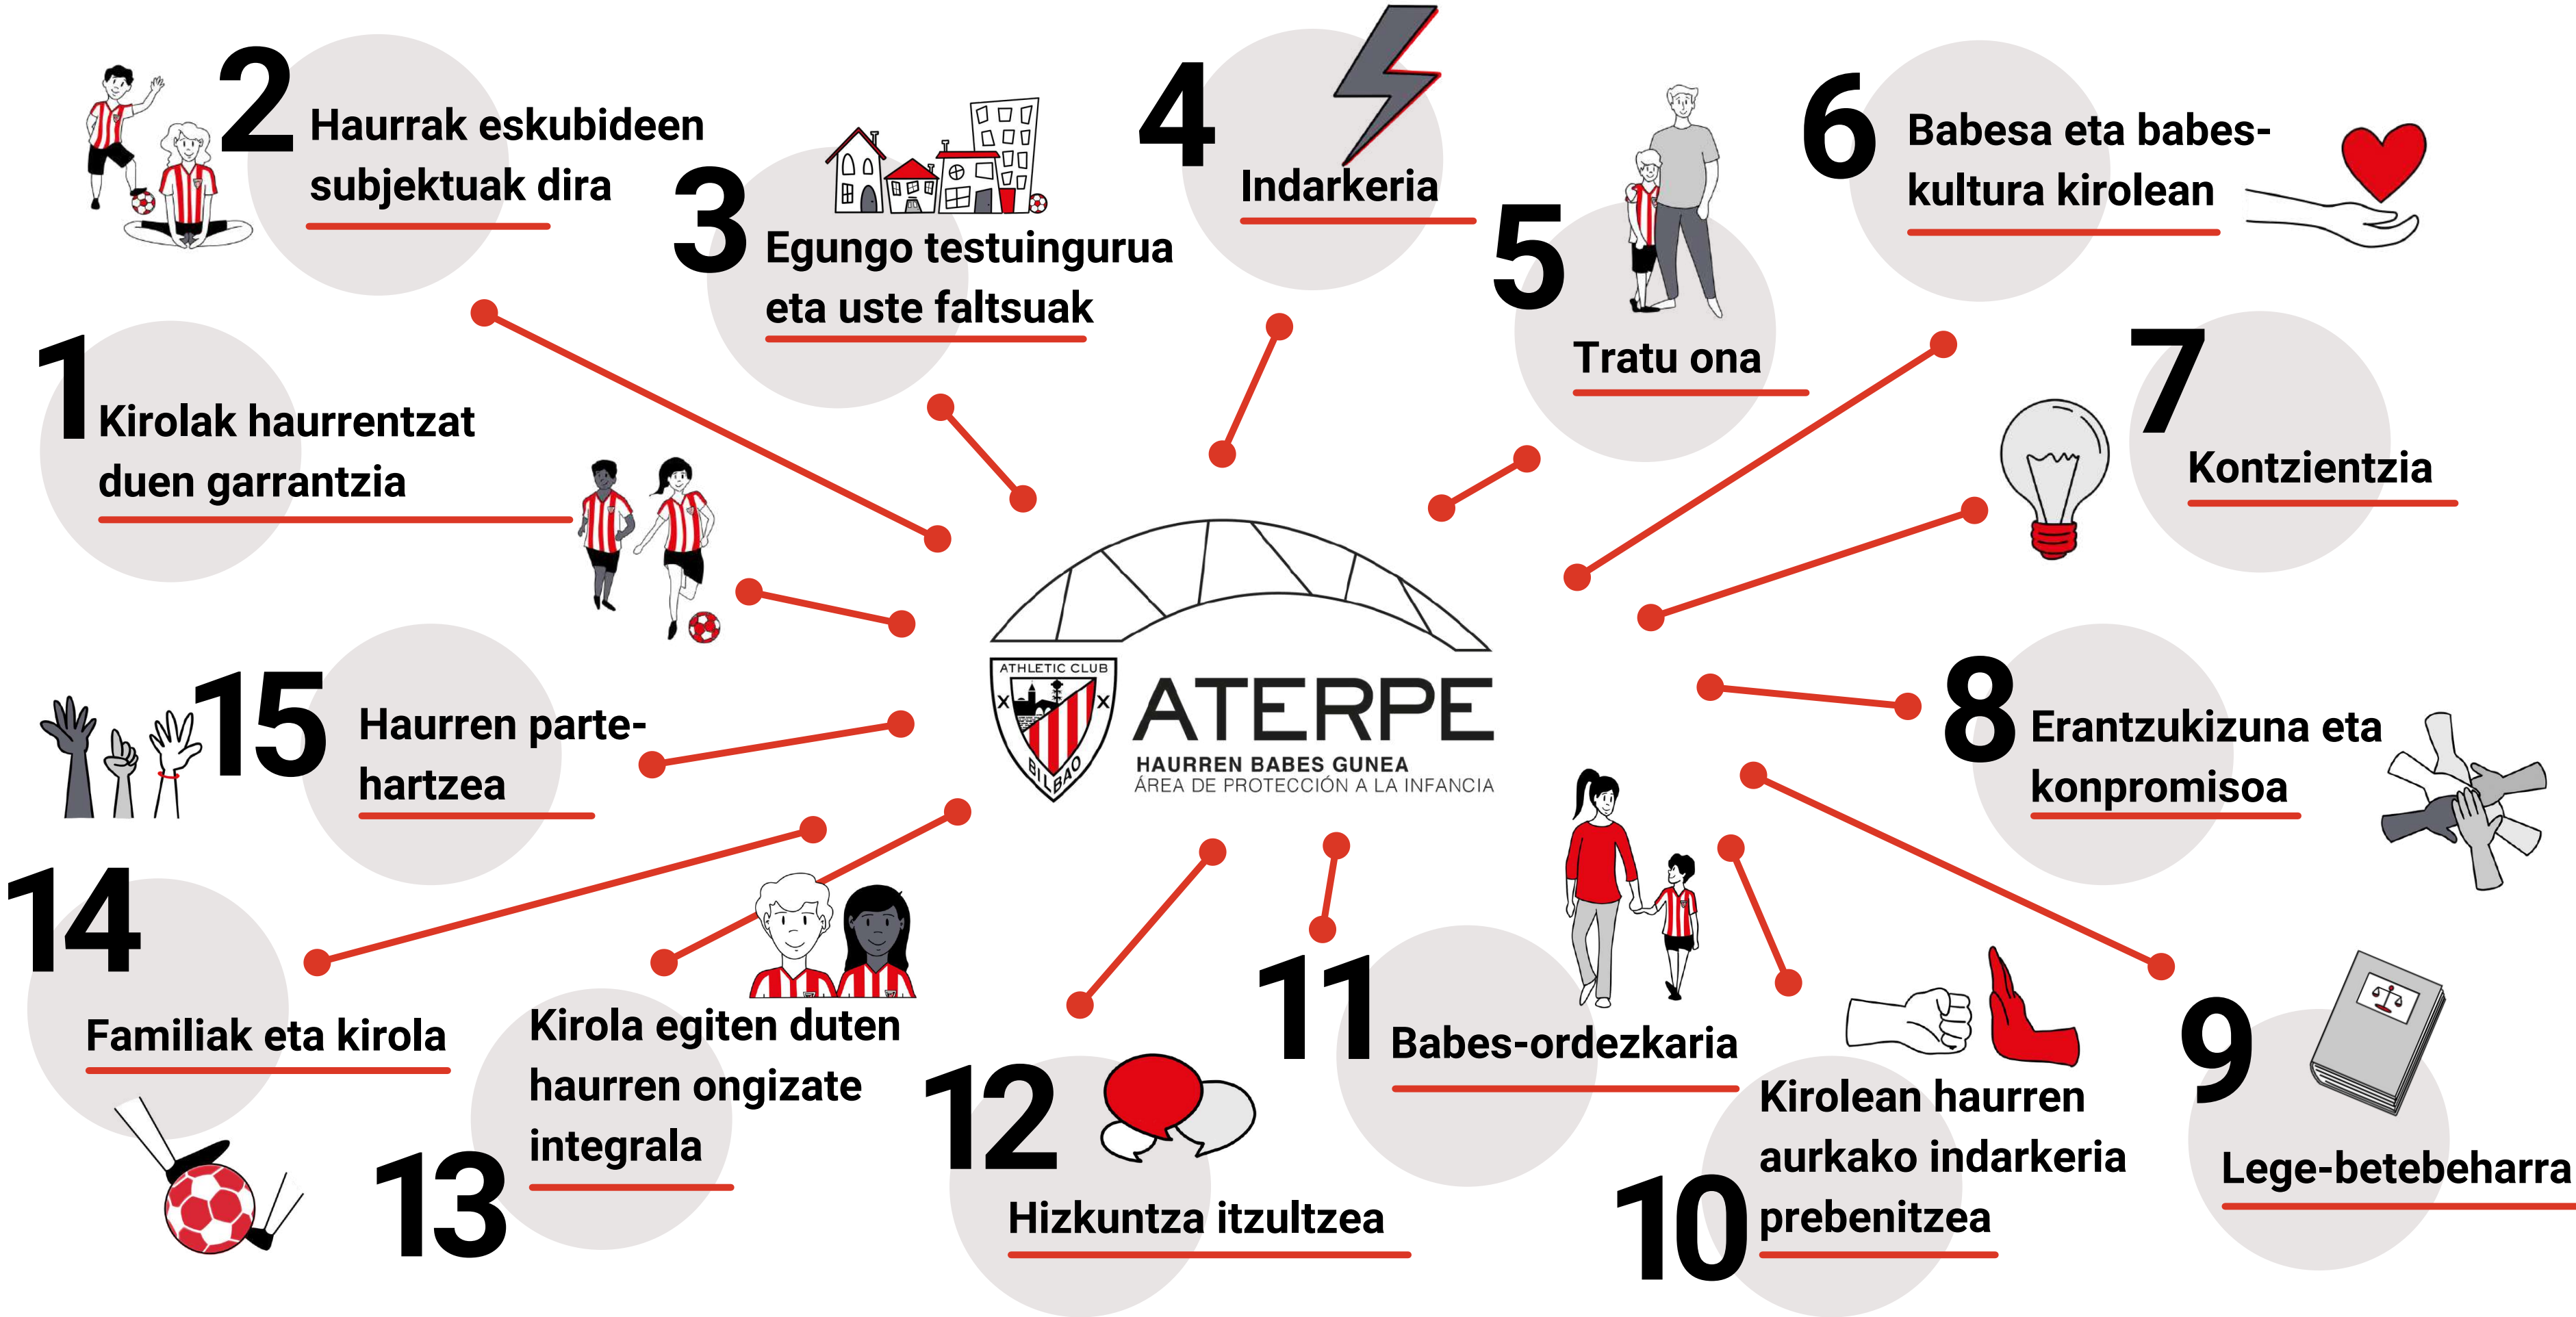 1
Kirolak haurrentzat
duen garrantzia
2
Haurrak eskubideen
subjektuak dira
3
Egungo testuingurua
eta uste faltsuak
4
Indarkeria
5
Tratu ona
6
Babesa eta babes-
kultura kirolean
7
Kontzientzia
8
Erantzukizuna eta
konpromisoa
9
Lege-betebeharra
10
Kirolean haurren
aurkako indarkeria
prebenitzea
11
Babes-ordezkaria
12
Hizkuntza itzultzea
13
Kirola egiten duten
haurren ongizate
integrala
14
Familiak eta kirola
15
Haurren parte-
hartzea
ATHLETIC CLUB
BILBAO
ATERPE
HAURREN BABES GUNEA
ÁREA DE PROTECCIÓN A LA INFANCIA